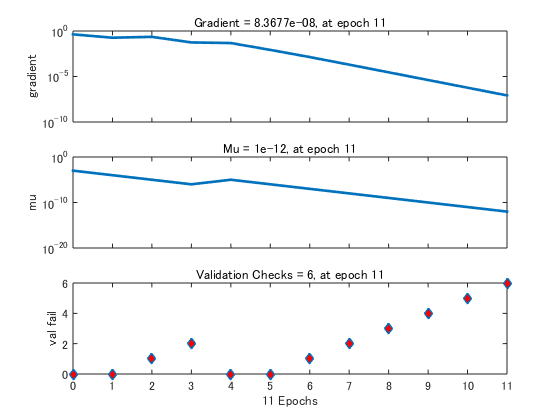 Gradient = 8.3677e-08, at epoch 11
10^0
10^-5
10^-10
gradient
Mu = 1e-12, at epoch 11
10^0
10^-10
10^-20
mu
Validation Checks = 6, at epoch 11
6
4
2
0
val fail
0 1 2 3 4 5 6 7 8 9 10 11
11 Epochs